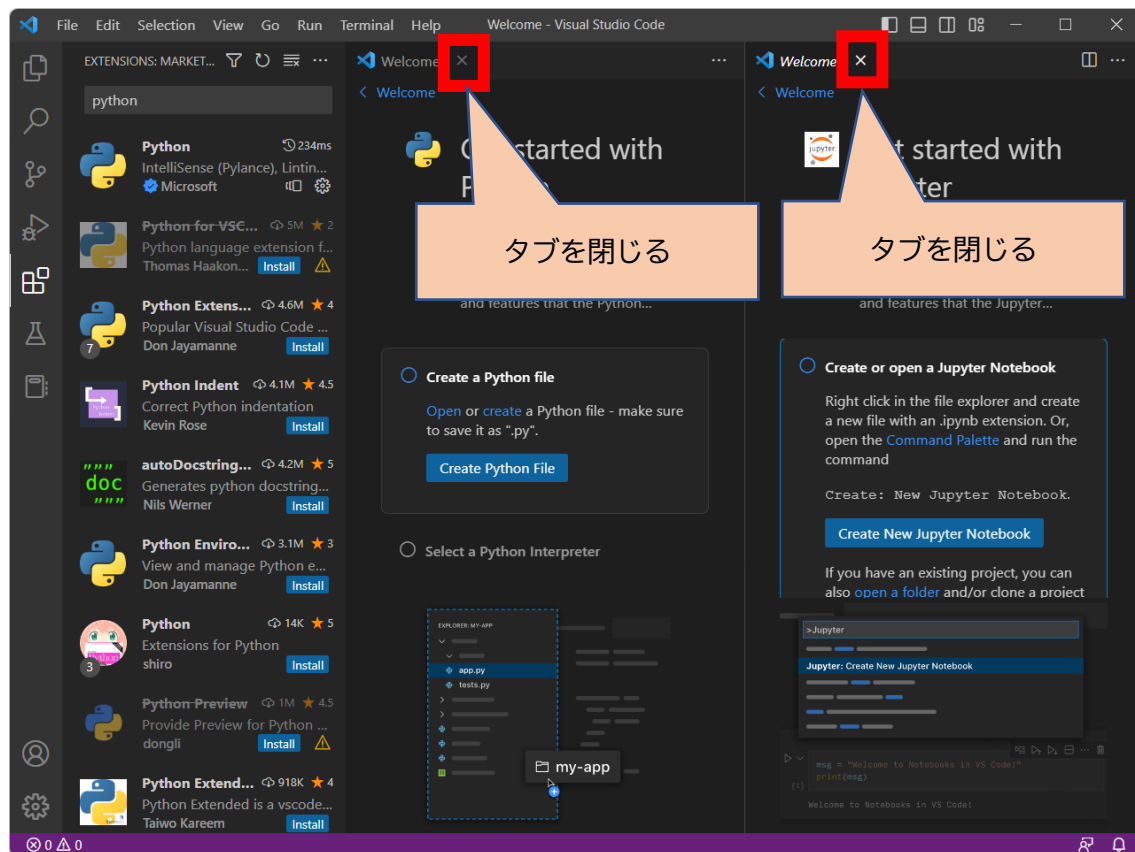 File Edit Selection View Go Run Terminal Help Welcome - Visual Studio Code
EXTENSIONS: MARKET...
python
Python 234ms
IntelliSense (Pylance), Lintin...
Microsoft
Python for VSC... 5M ★ 2
Python language extension f...
Thomas Haakon... Install
Python Extens... 4.6M ★ 4
Popular Visual Studio Code ...
Don Jayamanne Install
7
Python Indent 4.1M ★ 4.5
Correct Python indentation
Kevin Rose Install
autoDocstring... 4.2M ★ 5
Generates python docstring...
Nils Werner Install
"""
doc
"""
Python Enviro... 3.1M ★ 3
View and manage Python e...
Don Jayamanne Install
Python 14K ★ 5
Extensions for Python
shiro Install
3
Python Preview 1M ★ 4.5
Provide Preview for Python ...
dongli Install
Python Extend... 918K ★ 4
Python Extended is a vscode...
Taiwo Kareem Install
0 0
Welcome
Welcome
started with
タブを閉じる
and features that the Python...
Create a Python file
Open or create a Python file - make sure
to save it as ".py".
Create Python File
Select a Python Interpreter
EXPLORER: MY-APP
app.py
tests.py
my-app
Welcome
Welcome
jupyter
started with
タブを閉じる
and features that the Jupyter...
Create or open a Jupyter Notebook
Right click in the file explorer and create
a new file with an .ipynb extension. Or,
open the Command Palette and run the
command
Create: New Jupyter Notebook.
Create New Jupyter Notebook
If you have an existing project, you can
also open a folder and/or clone a project
>Jupyter
Jupyter: Create New Jupyter Notebook
msg = "Welcome to Notebooks in VS Code!"
print(msg)
[1]
Welcome to Notebooks in VS Code!